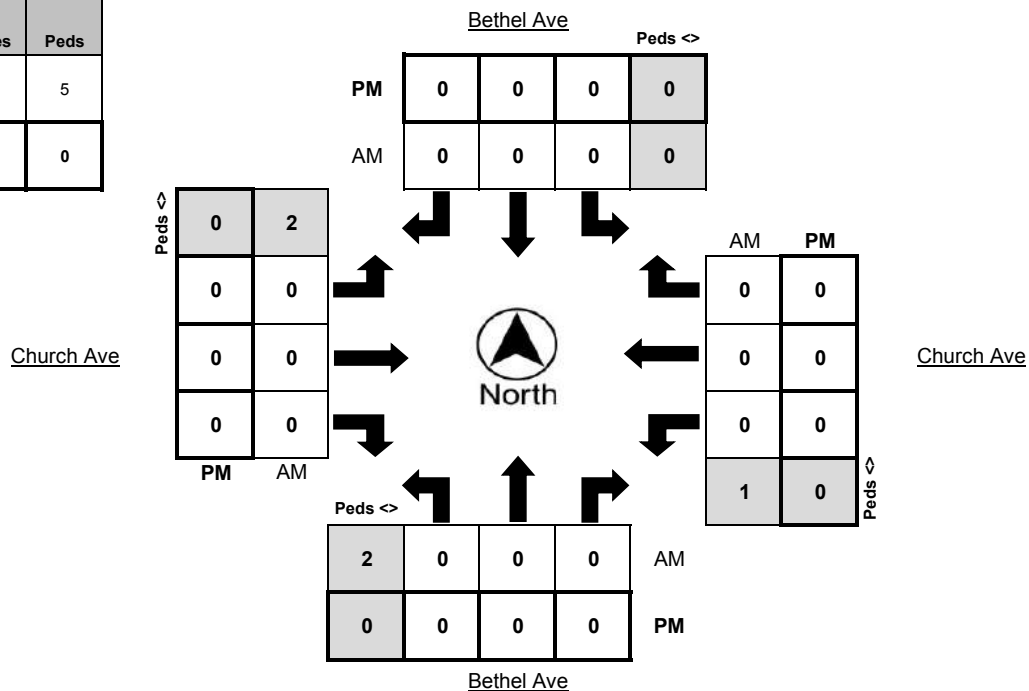 Bethel Ave
Peds
Peds <>
5
0
PM 0 0 0 0
AM 0 0 0 0
Peds <>
0 2
0 0
0 0
0 0
PM AM
Church Ave
North
AM PM
0 0
0 0
0 0
1 0
Peds <>
Church Ave
Peds <>
2 0 0 0 AM
0 0 0 0 PM
Bethel Ave